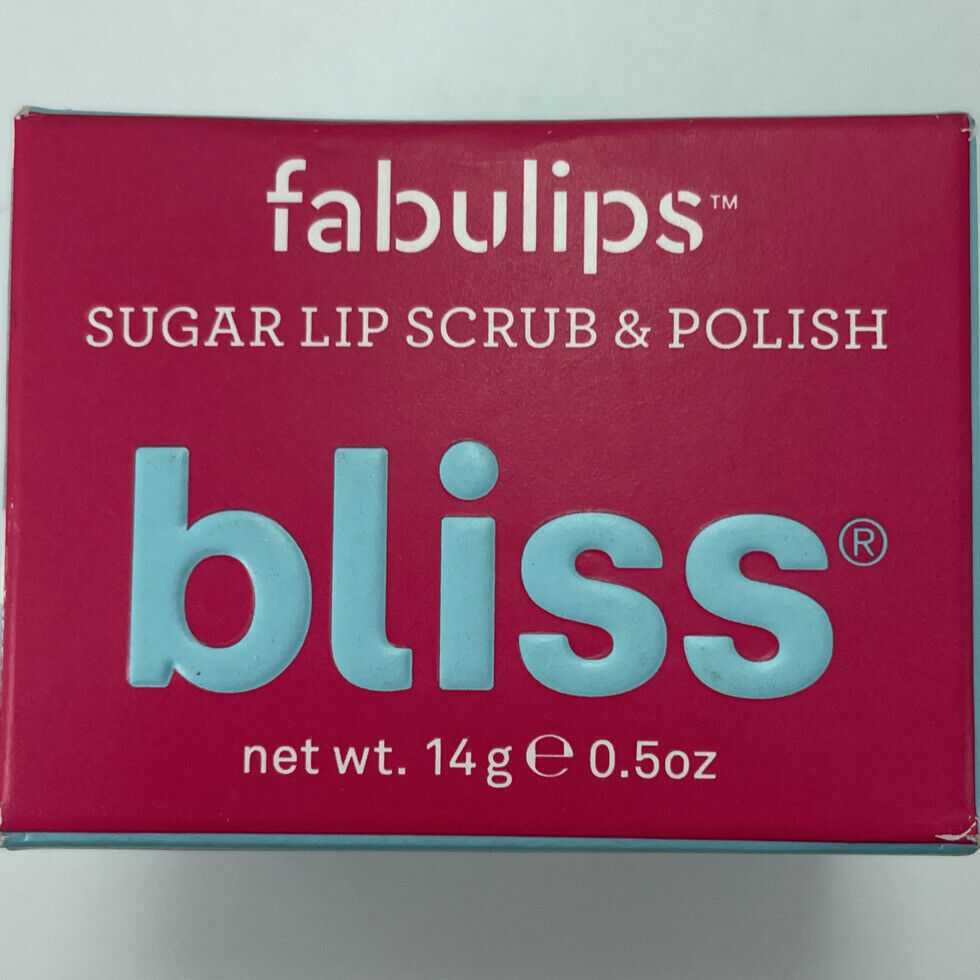 fabulips™
SUGAR LIP SCRUB & POLISH
bliss®
net wt. 14g ℮ 0.5oz